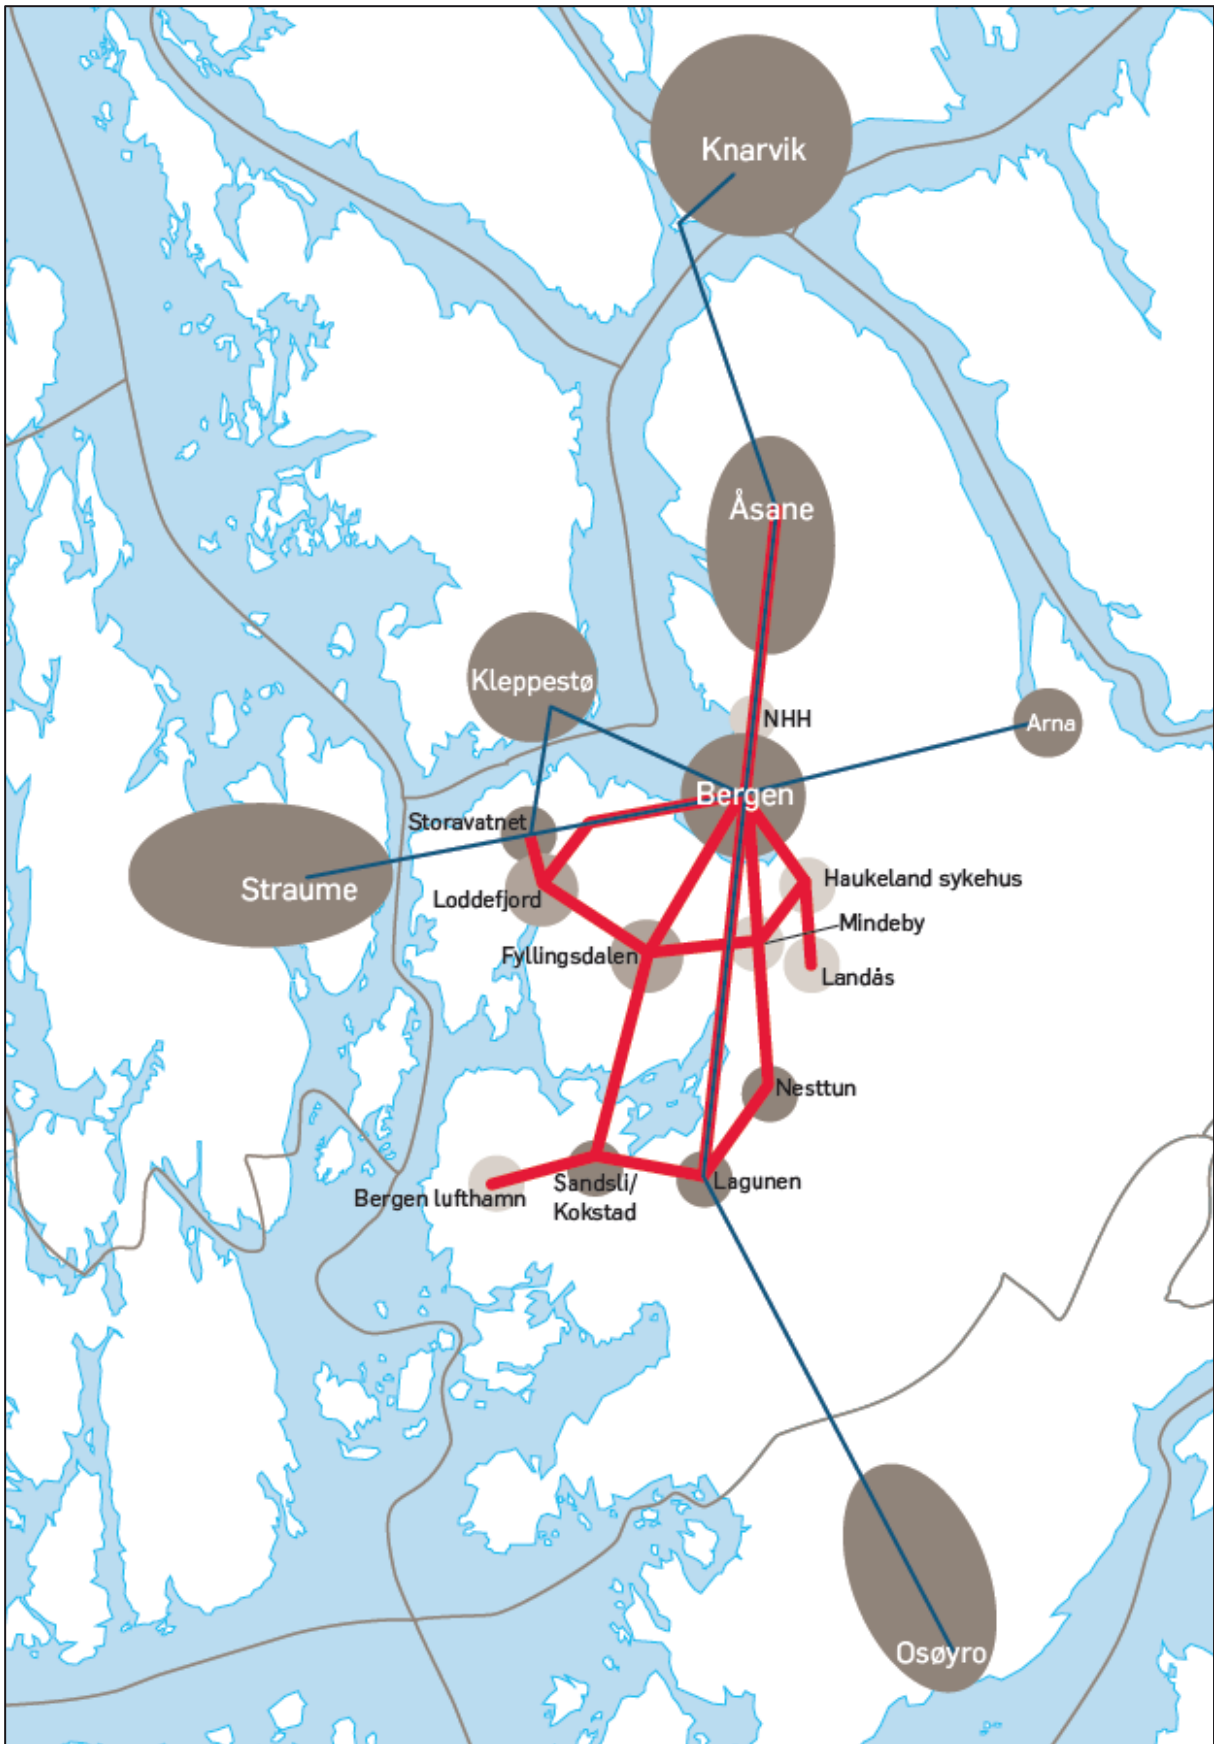 Knarvik
Åsane
Kleppestø
NHH
Arna
Bergen
Storavatnet
Straume
Loddefjord
Haukeland sykehus
Mindeby
Fyllingsdalen
Landås
Nesttun
Bergen lufthamn
Sandsli/
Kokstad
Lagunen
Osøyro